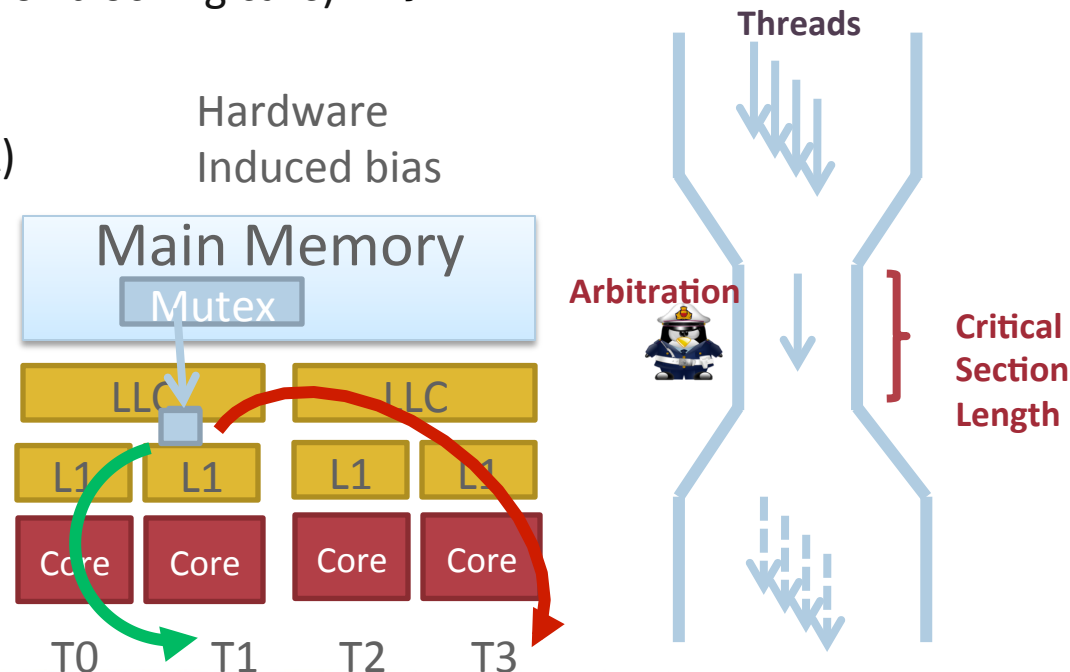 Threads
Hardware
Induced bias
Main Memory
Mutex
Arbitration
Critical
Section
Length
LLC LLC
L1 L1 L1 L1
Core Core Core Core
T0 T1 T2 T3